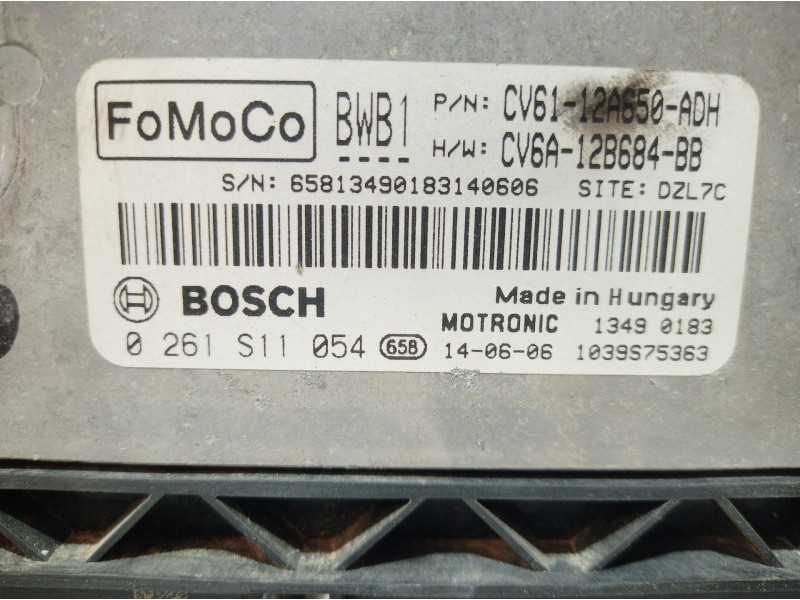 FoMoCo BWB1 P/N: CV61-12A650-ADH
H/W: CV6A-12B684-BB
S/N: 65813490183140606 SITE: DZL7C
BOSCH Made in Hungary
MOTRONIC 1349 0183
0 261 S11 054 658 14-06-06 1039S75363